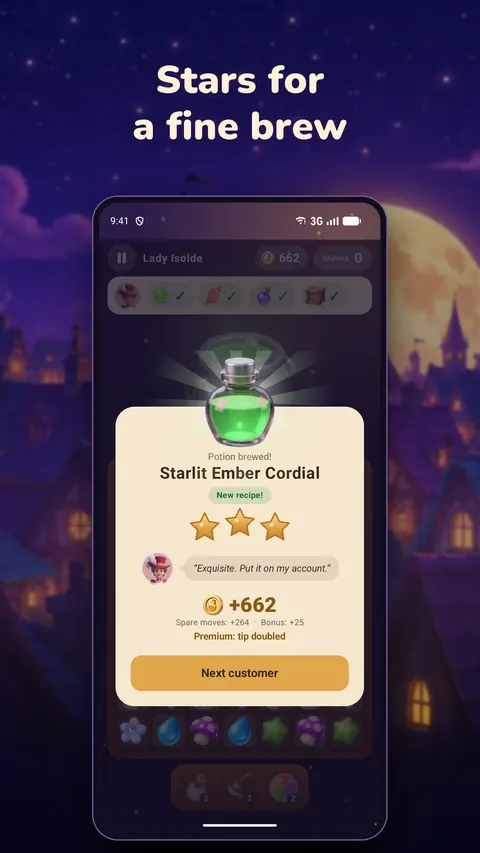 Stars for
a fine brew
9:41 3G
Lady Isolde 662 Moves 0
Potion brewed!
Starlit Ember Cordial
New recipe!
“Exquisite. Put it on my account.”
+662
Spare moves: +264 · Bonus: +25
Premium: tip doubled
Next customer
3 2 2